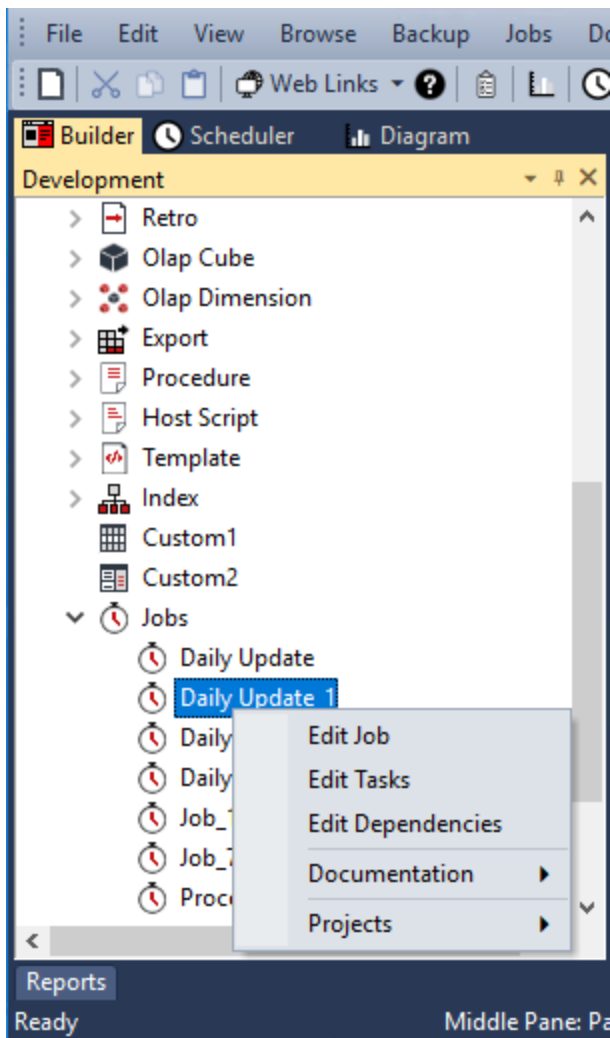 File Edit View Browse Backup Jobs
Web Links
Builder Scheduler Diagram
Development
Retro
Olap Cube
Olap Dimension
Export
Procedure
Host Script
Template
Index
Custom1
Custom2
Jobs
Daily Update
Daily Update_1
Daily
Edit Job
Daily
Edit Tasks
Edit Dependencies
Documentation
Projects
Reports
Ready Middle Pane: